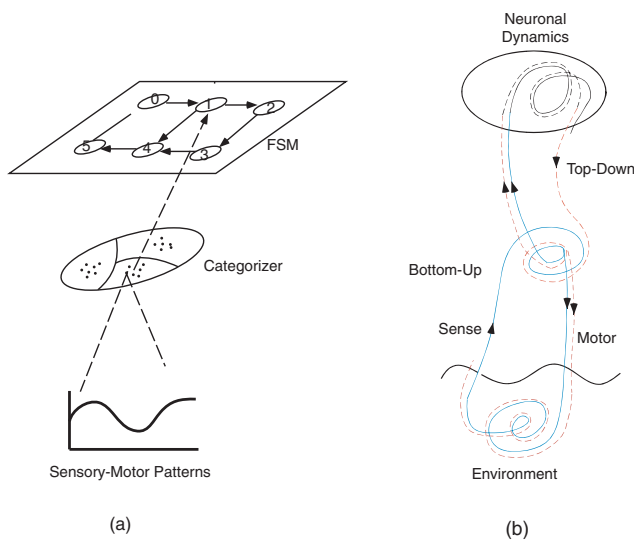 0
1
2
5
4
3
FSM
Categorizer
Sensory-Motor Patterns
(a)
Neuronal
Dynamics
Top-Down
Bottom-Up
Sense
Motor
Environment
(b)